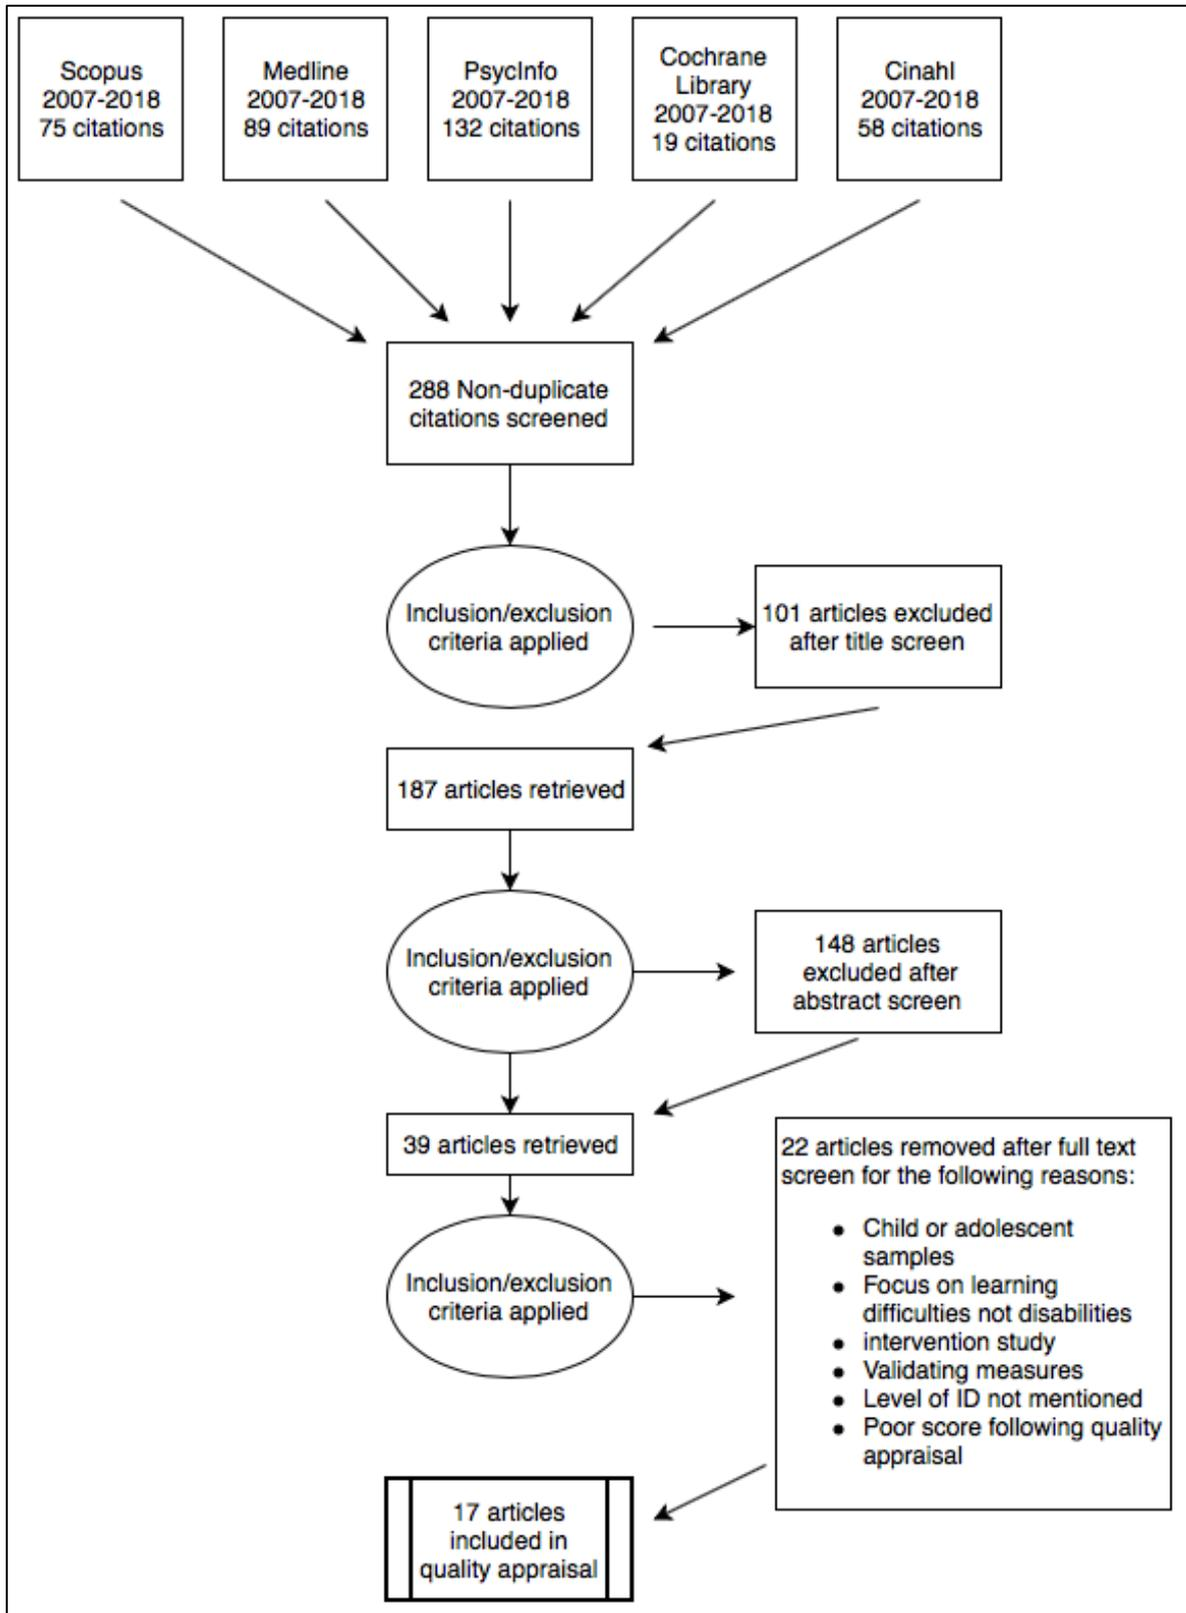 Scopus
2007-2018
75 citations
Medline
2007-2018
89 citations
PsycInfo
2007-2018
132 citations
Cochrane
Library
2007-2018
19 citations
Cinahl
2007-2018
58 citations
288 Non-duplicate
citations screened
Inclusion/exclusion
criteria applied
101 articles excluded
after title screen
187 articles retrieved
Inclusion/exclusion
criteria applied
148 articles
excluded after
abstract screen
39 articles retrieved
Inclusion/exclusion
criteria applied
22 articles removed after full text
screen for the following reasons:
● Child or adolescent
samples
● Focus on learning
difficulties not disabilities
● intervention study
● Validating measures
● Level of ID not mentioned
● Poor score following quality
appraisal
17 articles
included in
quality appraisal